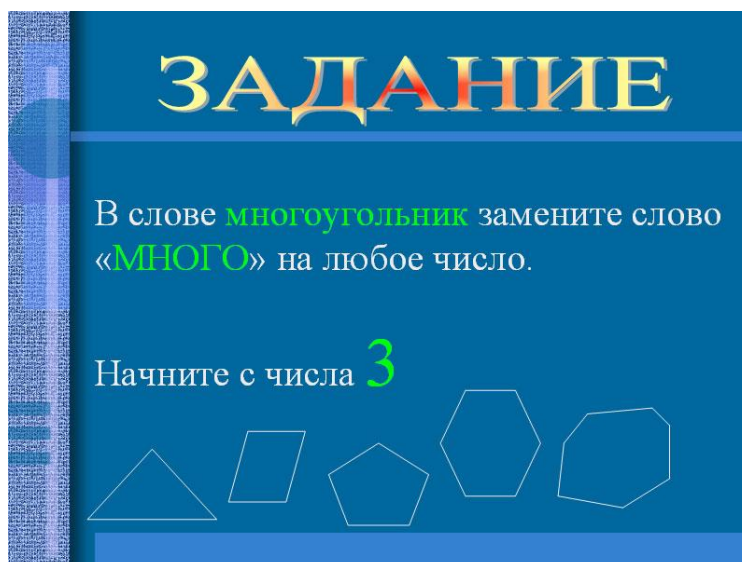 ЗАДАНИЕ
В слове многоугольник замените слово
«МНОГО» на любое число.
Начните с числа 3